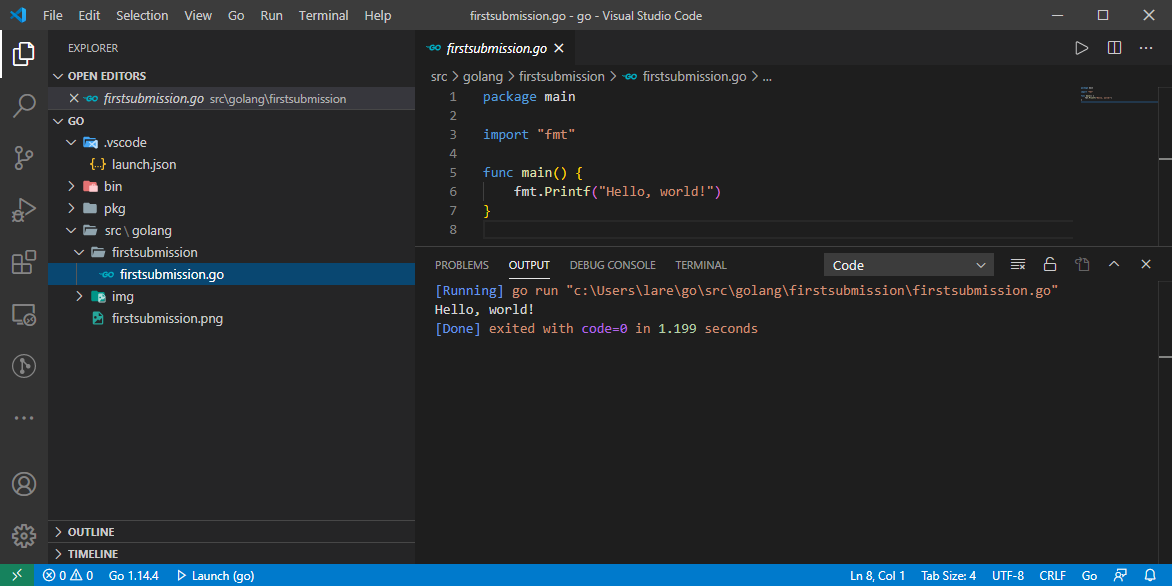 File Edit Selection View Go Run Terminal Help firstsubmission.go - go - Visual Studio Code
EXPLORER
OPEN EDITORS
firstsubmission.go src\golang\firstsubmission
GO
.vscode
{..} launch.json
bin
pkg
src \ golang
firstsubmission
firstsubmission.go
img
firstsubmission.png
OUTLINE
TIMELINE
firstsubmission.go
src > golang > firstsubmission > firstsubmission.go > ...
1 package main
2
3 import "fmt"
4
5 func main() {
6 fmt.Printf("Hello, world!")
7 }
8
PROBLEMS OUTPUT DEBUG CONSOLE TERMINAL Code
[Running] go run "c:\Users\lare\go\src\golang\firstsubmission\firstsubmission.go"
Hello, world!
[Done] exited with code=0 in 1.199 seconds
0 0 Go 1.14.4 Launch (go) Ln 8, Col 1 Tab Size: 4 UTF-8 CRLF Go